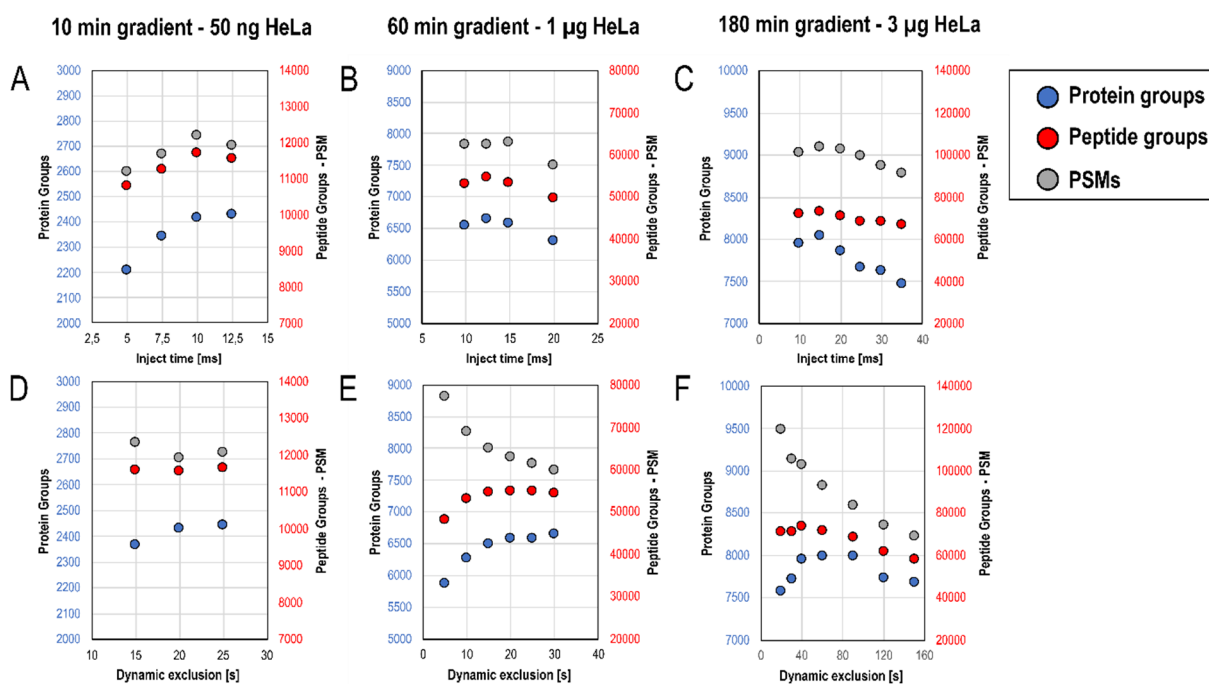 10 min gradient - 50 ng HeLa
60 min gradient - 1 µg HeLa
180 min gradient - 3 µg HeLa
A
3000
2900
2800
2700
2600
2500
2400
2300
2200
2100
2000
Protein Groups
14000
13000
12000
11000
10000
9000
8000
7000
Peptide Groups - PSM
2,5 5 7,5 10 12,5 15
Inject time [ms]
B
9000
8500
8000
7500
7000
6500
6000
5500
5000
Protein Groups
80000
70000
60000
50000
40000
30000
20000
Peptide Groups - PSM
5 10 15 20 25
Inject time [ms]
C
10000
9500
9000
8500
8000
7500
7000
Protein Groups
140000
120000
100000
80000
60000
40000
20000
Peptide Groups - PSM
0 10 20 30 40
Inject time [ms]
Protein groups
Peptide groups
PSMs
D
3000
2900
2800
2700
2600
2500
2400
2300
2200
2100
2000
Protein Groups
14000
13000
12000
11000
10000
9000
8000
7000
Peptide Groups - PSM
10 15 20 25 30
Dynamic exclusion [s]
E
9000
8500
8000
7500
7000
6500
6000
5500
5000
Protein Groups
80000
70000
60000
50000
40000
30000
20000
Peptide Groups - PSM
0 10 20 30 40
Dynamic exclusion [s]
F
10000
9500
9000
8500
8000
7500
7000
Protein Groups
140000
120000
100000
80000
60000
40000
20000
Peptide Groups - PSM
0 40 80 120 160
Dynamic exclusion [s]